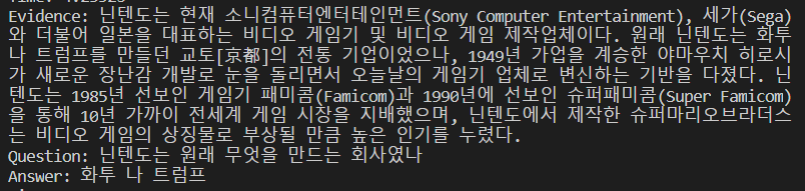 Evidence: 닌텐도는 현재 소니컴퓨터엔터테인먼트(Sony Computer Entertainment), 세가(Sega)
와 더불어 일본을 대표하는 비디오 게임기 및 비디오 게임 제작업체이다. 원래 닌텐도는 화투
나 트럼프를 만들던 교토[京都]의 전통 기업이었으나, 1949년 가업을 계승한 야마우치 히로시
가 새로운 장난감 개발로 눈을 돌리면서 오늘날의 게임기 업체로 변신하는 기반을 다졌다. 닌
텐도는 1985년 선보인 게임기 패미콤(Famicom)과 1990년에 선보인 슈퍼패미콤(Super Famicom)
을 통해 10년 가까이 전세계 게임 시장을 지배했으며, 닌텐도에서 제작한 슈퍼마리오브라더스
는 비디오 게임의 상징물로 부상될 만큼 높은 인기를 누렸다.
Question: 닌텐도는 원래 무엇을 만드는 회사였나
Answer: 화투 나 트럼프